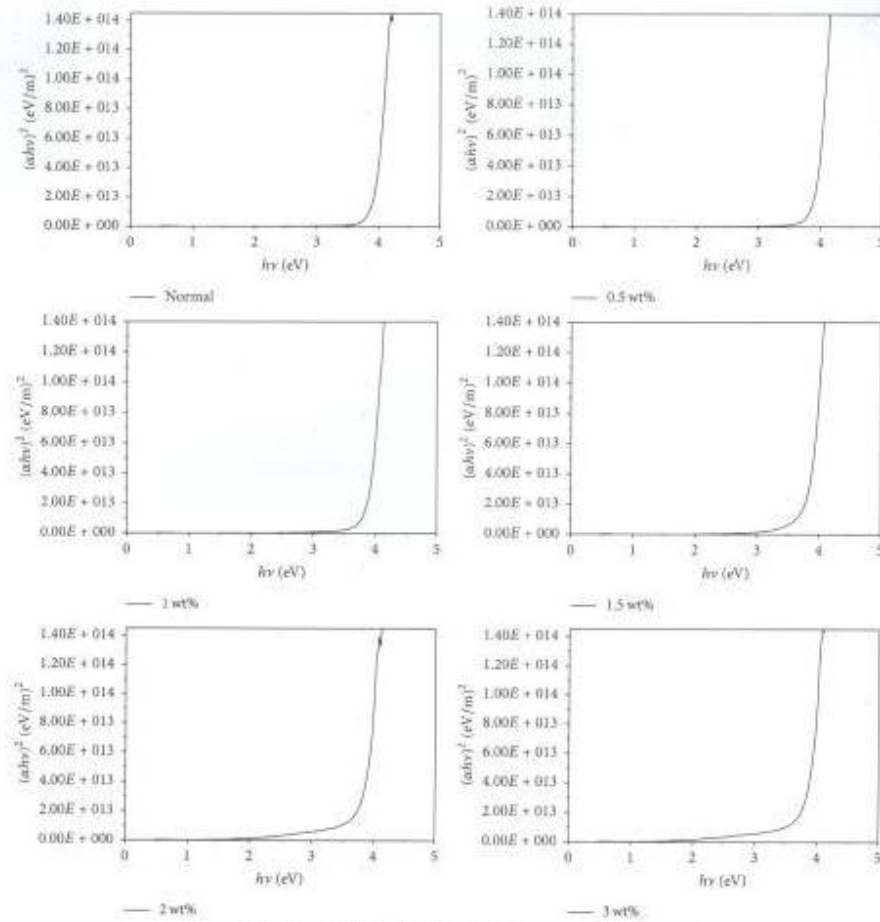 1.40E + 014
1.20E + 014
1.00E + 014
8.00E + 013
6.00E + 013
4.00E + 013
2.00E + 013
0.00E + 000
(αhν)² (eV/m)²
0 1 2 3 4 5
hν (eV)
Normal
1.40E + 014
1.20E + 014
1.00E + 014
8.00E + 013
6.00E + 013
4.00E + 013
2.00E + 013
0.00E + 000
(αhν)² (eV/m)²
0 1 2 3 4 5
hν (eV)
0.5 wt%
1.40E + 014
1.20E + 014
1.00E + 014
8.00E + 013
6.00E + 013
4.00E + 013
2.00E + 013
0.00E + 000
(αhν)² (eV/m)²
0 1 2 3 4 5
hν (eV)
1 wt%
1.40E + 014
1.20E + 014
1.00E + 014
8.00E + 013
6.00E + 013
4.00E + 013
2.00E + 013
0.00E + 000
(αhν)² (eV/m)²
0 1 2 3 4 5
hν (eV)
1.5 wt%
1.40E + 014
1.20E + 014
1.00E + 014
8.00E + 013
6.00E + 013
4.00E + 013
2.00E + 013
0.00E + 000
(αhν)² (eV/m)²
0 1 2 3 4 5
hν (eV)
2 wt%
1.40E + 014
1.20E + 014
1.00E + 014
8.00E + 013
6.00E + 013
4.00E + 013
2.00E + 013
0.00E + 000
(αhν)² (eV/m)²
0 1 2 3 4 5
hν (eV)
3 wt%